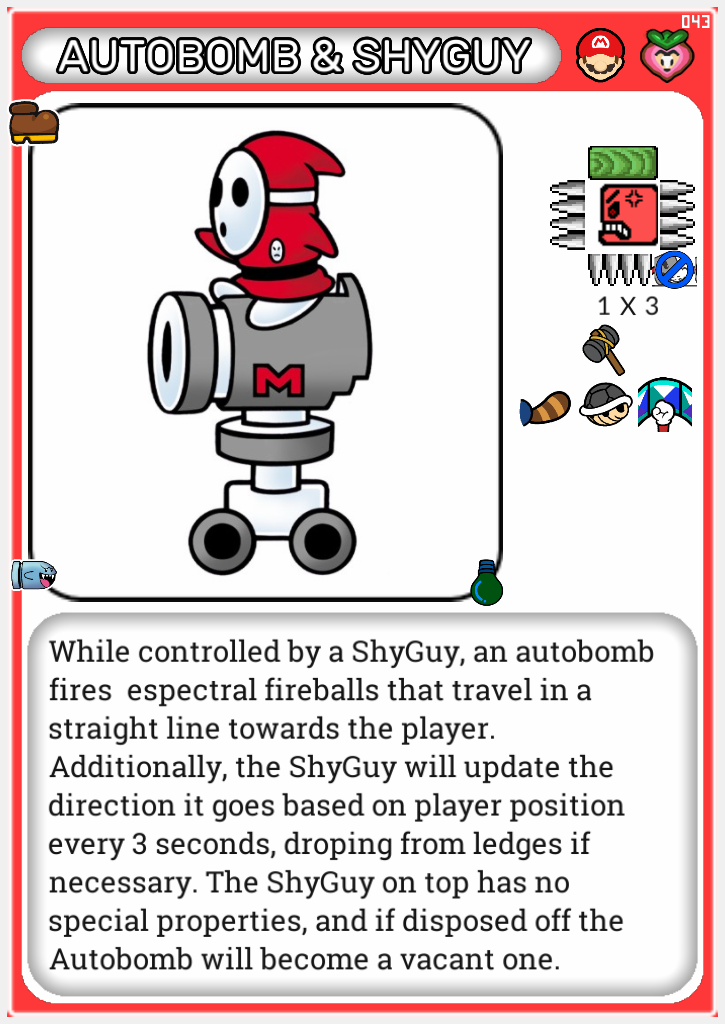 043
AUTOBOMB & SHYGUY
M
1 X 3
M
While controlled by a ShyGuy, an autobomb
fires  espectral fireballs that travel in a
straight line towards the player.
Additionally, the ShyGuy will update the
direction it goes based on player position
every 3 seconds, droping from ledges if
necessary. The ShyGuy on top has no
special properties, and if disposed off the
Autobomb will become a vacant one.